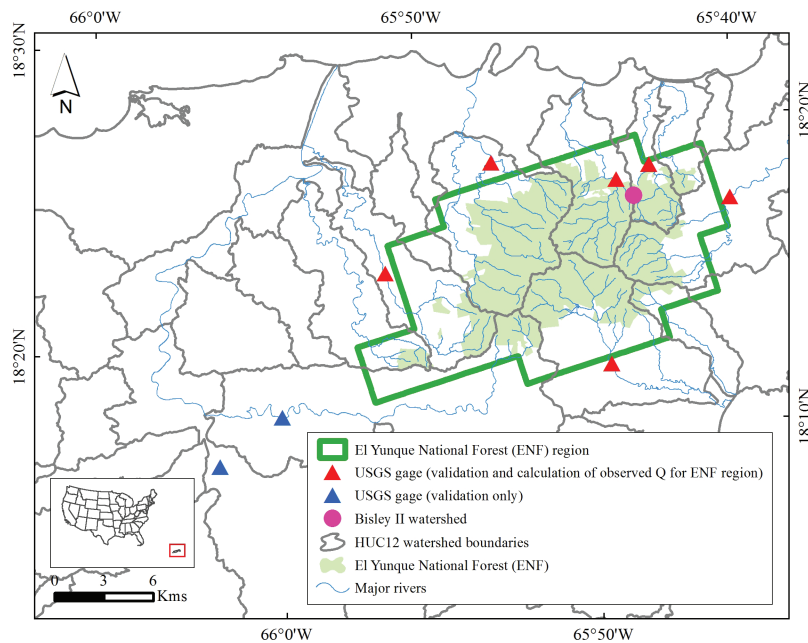 66°0'W 65°50'W 65°40'W
18°30'N
18°20'N
N
18°20'N
18°10'N
El Yunque National Forest (ENF) region
USGS gage (validation and calculation of observed Q for ENF region)
USGS gage (validation only)
Bisley II watershed
HUC12 watershed boundaries
El Yunque National Forest (ENF)
Major rivers
0 3 6
Kms
66°0'W 65°50'W